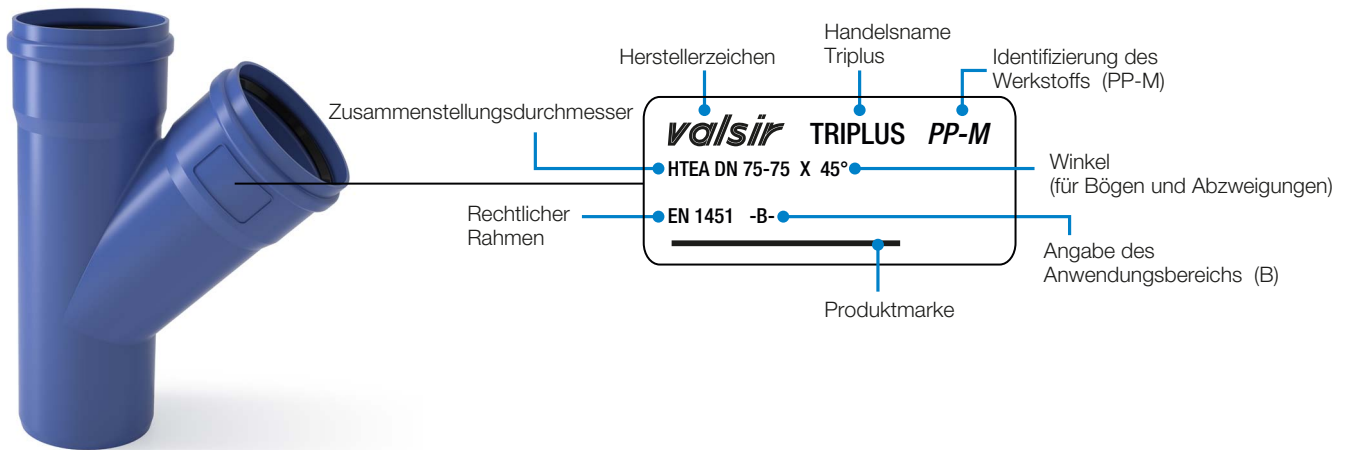 Handelsname
Triplus
Herstellerzeichen
Identifizierung des
Werkstoffs (PP-M)
Zusammenstellungsdurchmesser
valsir TRIPLUS PP-M
HTEA DN 75-75 X 45°
Winkel
(für Bögen und Abzweigungen)
Rechtlicher
Rahmen
EN 1451 -B-
Angabe des
Anwendungsbereichs (B)
Produktmarke